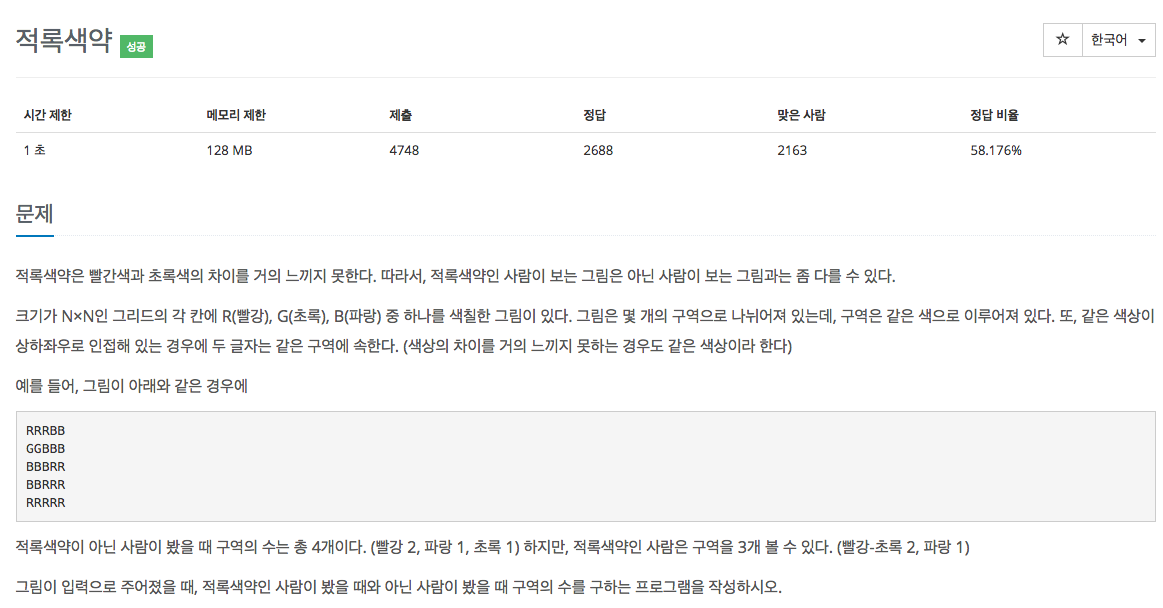 적록색약 성공
☆ 한국어
시간 제한 메모리 제한 제출 정답 맞은 사람 정답 비율
1 초 128 MB 4748 2688 2163 58.176%
문제
적록색약은 빨간색과 초록색의 차이를 거의 느끼지 못한다. 따라서, 적록색약인 사람이 보는 그림은 아닌 사람이 보는 그림과는 좀 다를 수 있다.
크기가 N×N인 그리드의 각 칸에 R(빨강), G(초록), B(파랑) 중 하나를 색칠한 그림이 있다. 그림은 몇 개의 구역으로 나뉘어져 있는데, 구역은 같은 색으로 이루어져 있다. 또, 같은 색상이
상하좌우로 인접해 있는 경우에 두 글자는 같은 구역에 속한다. (색상의 차이를 거의 느끼지 못하는 경우도 같은 색상이라 한다)
예를 들어, 그림이 아래와 같은 경우에
RRRBB
GGBBB
BBBRR
BBRRR
RRRRR
적록색약이 아닌 사람이 봤을 때 구역의 수는 총 4개이다. (빨강 2, 파랑 1, 초록 1) 하지만, 적록색약인 사람은 구역을 3개 볼 수 있다. (빨강-초록 2, 파랑 1)
그림이 입력으로 주어졌을 때, 적록색약인 사람이 봤을 때와 아닌 사람이 봤을 때 구역의 수를 구하는 프로그램을 작성하시오.